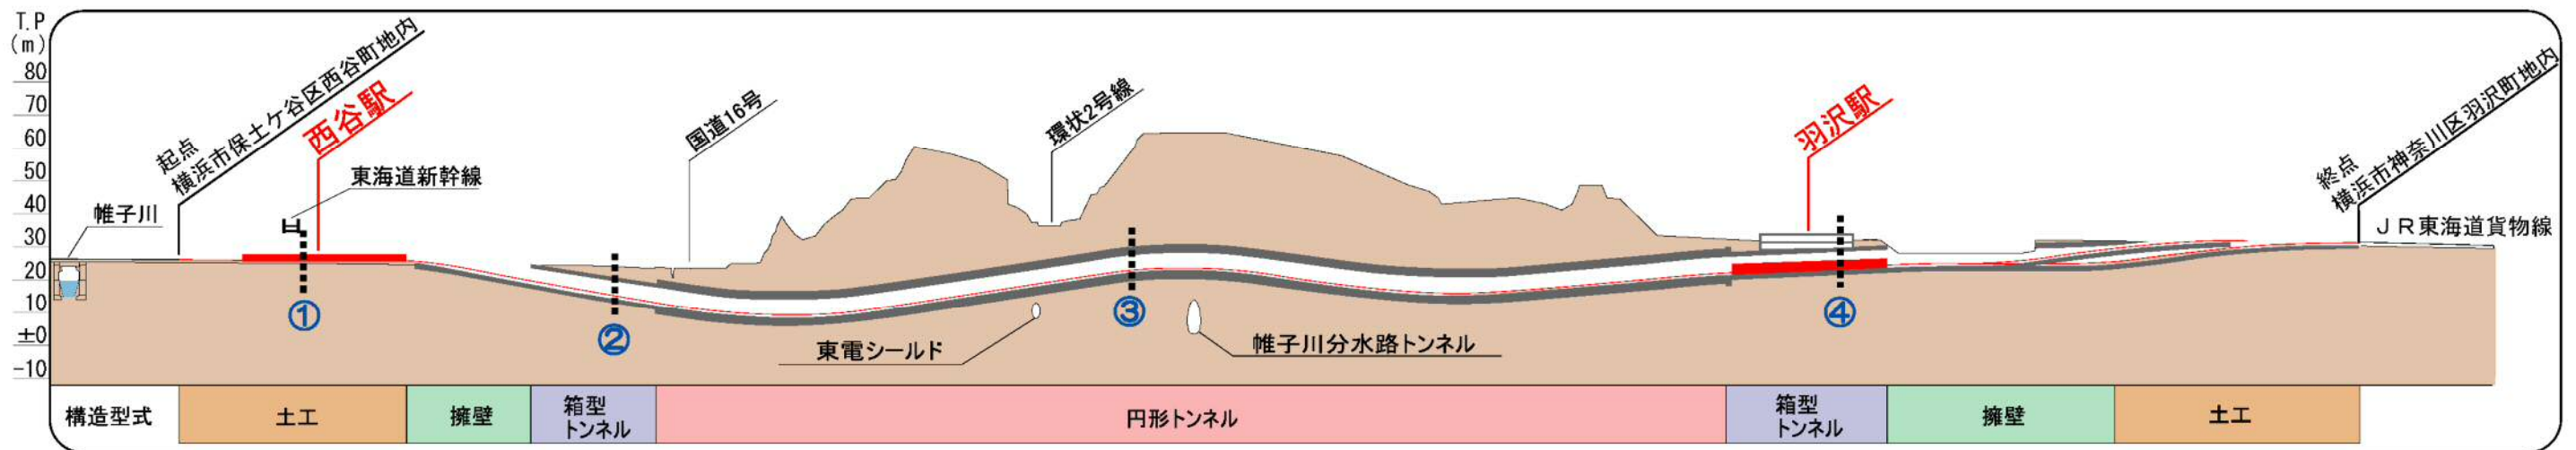 T.P
(m)
80
70
60
50
40
30
20
10
±0
-10
帷子川
起点
横浜市保土ケ谷区西谷町地内
西谷駅
東海道新幹線
国道16号
環状2号線
羽沢駅
終点
横浜市神奈川区羽沢町地内
JR東海道貨物線
①
②
③
④
東電シールド
帷子川分水路トンネル
構造型式
土工
擁壁
箱型
トンネル
円形トンネル
箱型
トンネル
擁壁
土工